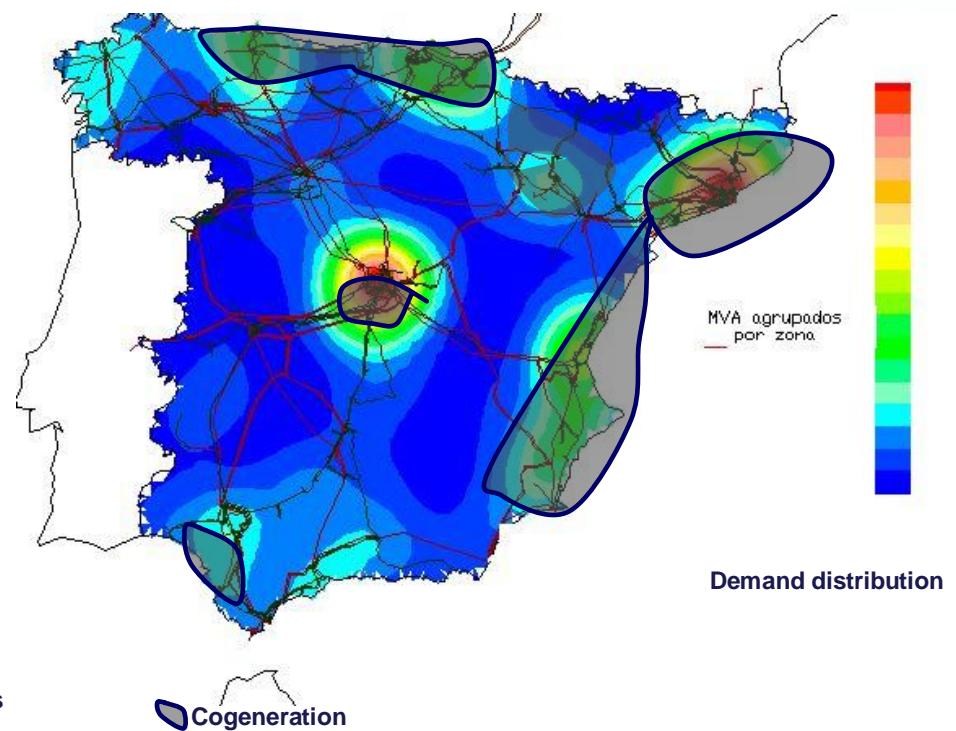 MVA agrupados
por zona
Demand distribution
s
Cogeneration